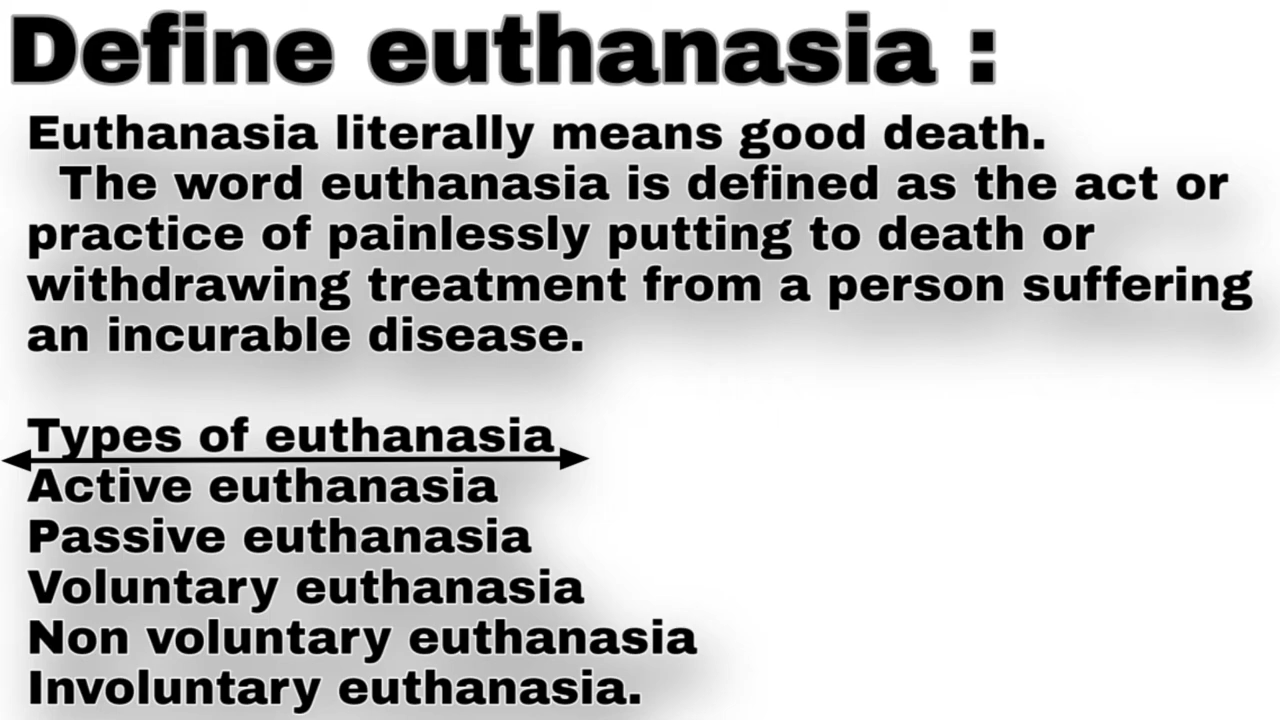 Define euthanasia :
Euthanasia literally means good death.
The word euthanasia is defined as the act or
practice of painlessly putting to death or
withdrawing treatment from a person suffering
an incurable disease.
Types of euthanasia
Active euthanasia
Passive euthanasia
Voluntary euthanasia
Non voluntary euthanasia
Involuntary euthanasia.